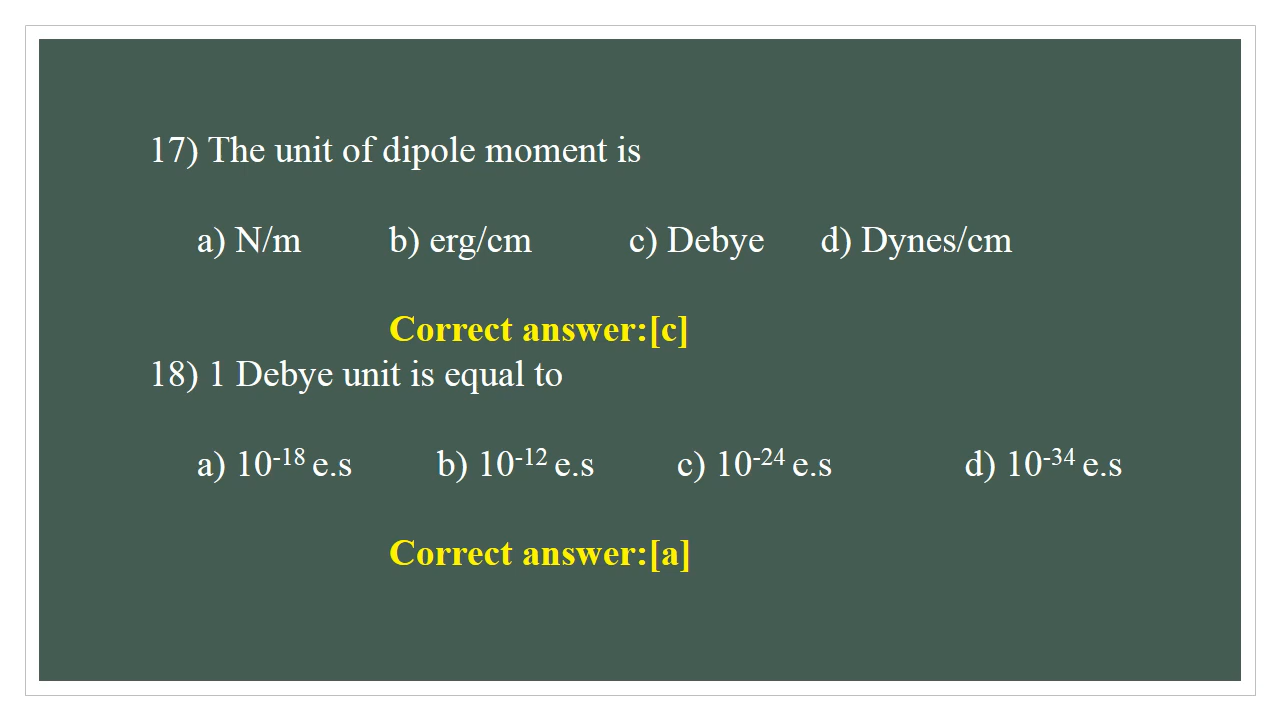 17) The unit of dipole moment is
a) N/m b) erg/cm c) Debye d) Dynes/cm
Correct answer:[c]
18) 1 Debye unit is equal to
a) 10⁻¹⁸ e.s b) 10⁻¹² e.s c) 10⁻²⁴ e.s d) 10⁻³⁴ e.s
Correct answer:[a]